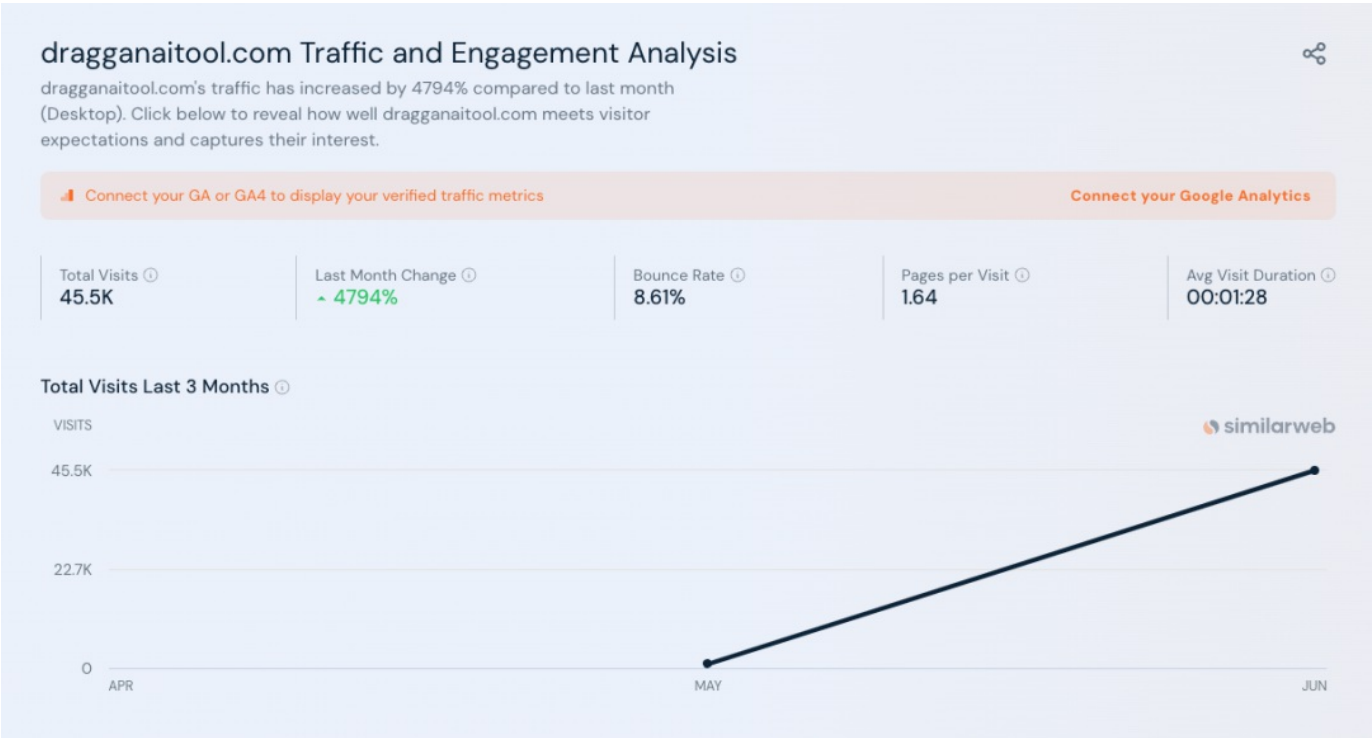 dragganaitool.com Traffic and Engagement Analysis
dragganaitool.com's traffic has increased by 4794% compared to last month
(Desktop). Click below to reveal how well dragganaitool.com meets visitor
expectations and captures their interest.
Connect your GA or GA4 to display your verified traffic metrics
Connect your Google Analytics
Total Visits
45.5K
Last Month Change
4794%
Bounce Rate
8.61%
Pages per Visit
1.64
Avg Visit Duration
00:01:28
Total Visits Last 3 Months
VISITS
similarweb
45.5K
22.7K
0
APR
MAY
JUN